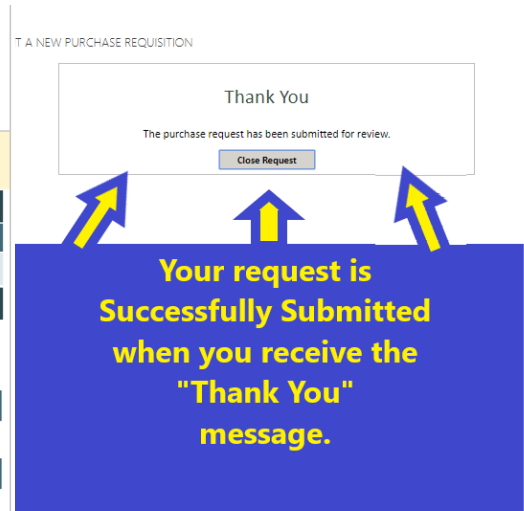 T A NEW PURCHASE REQUISITION
Thank You
The purchase request has been submitted for review.
Close Request
Your request is
Successfully Submitted
when you receive the
"Thank You"
message.